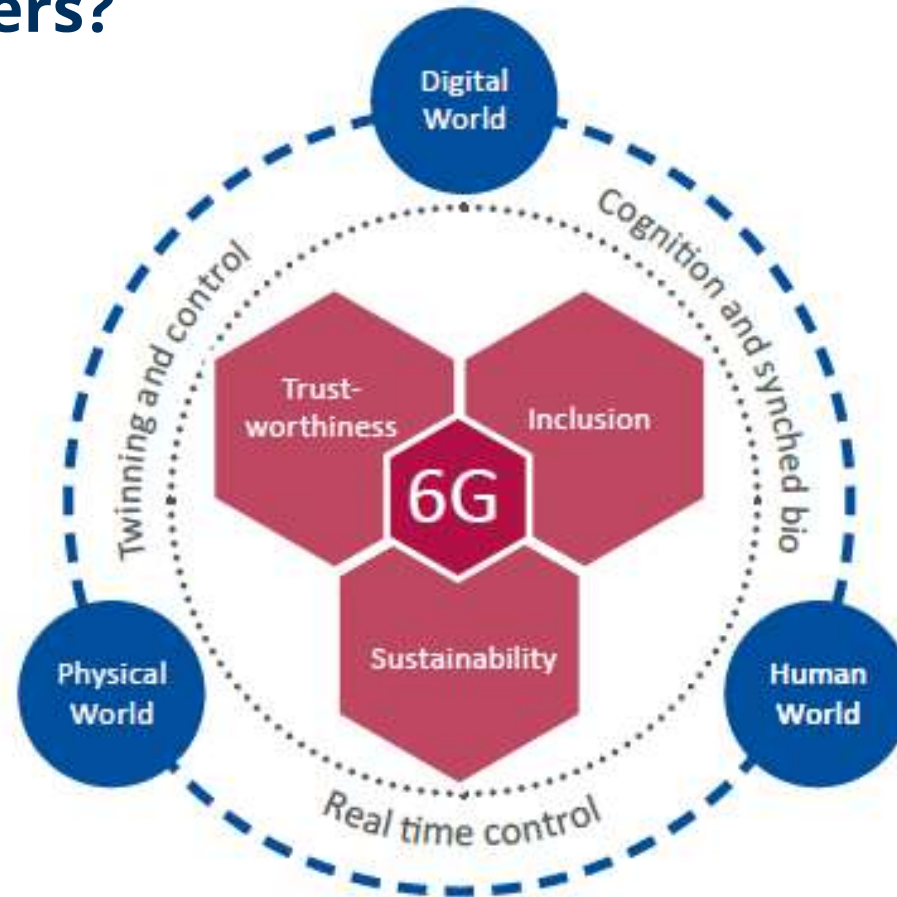 ers?
Digital
World
Cognition and synched bio
Twinning and control
Trust-
worthiness
Inclusion
6G
Sustainability
Physical
World
Human
World
Real time control